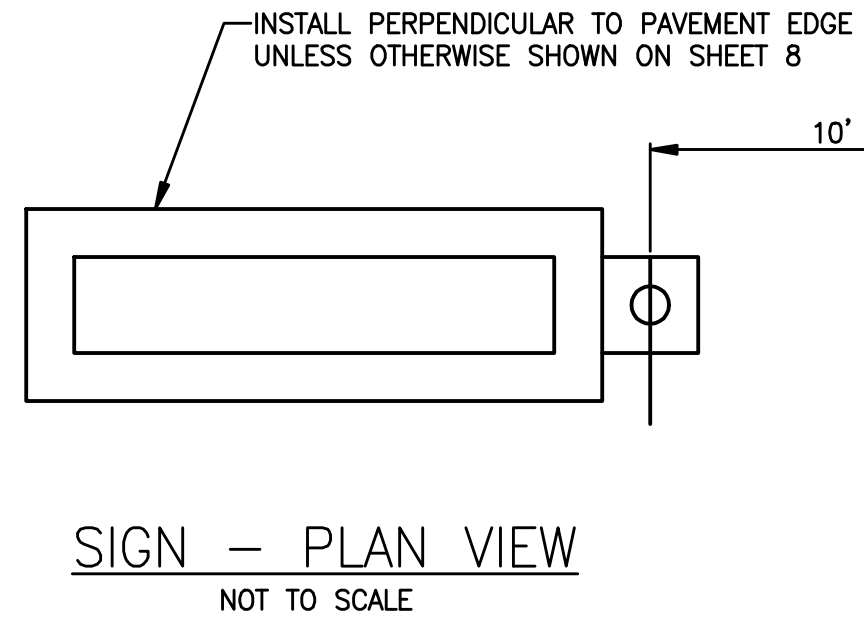 INSTALL PERPENDICULAR TO PAVEMENT EDGE
UNLESS OTHERWISE SHOWN ON SHEET 8
10'
SIGN - PLAN VIEW
NOT TO SCALE